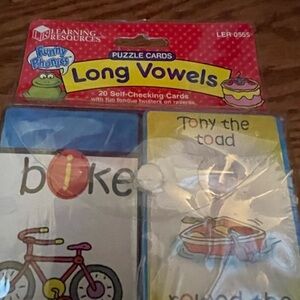 LEARNING
RESOURCES
LER 0555
Funny
Phonics
PUZZLE CARDS
Long Vowels
20 Self-Checking Cards
with fun tongue twisters on reverse.
bike
Tony the
toad